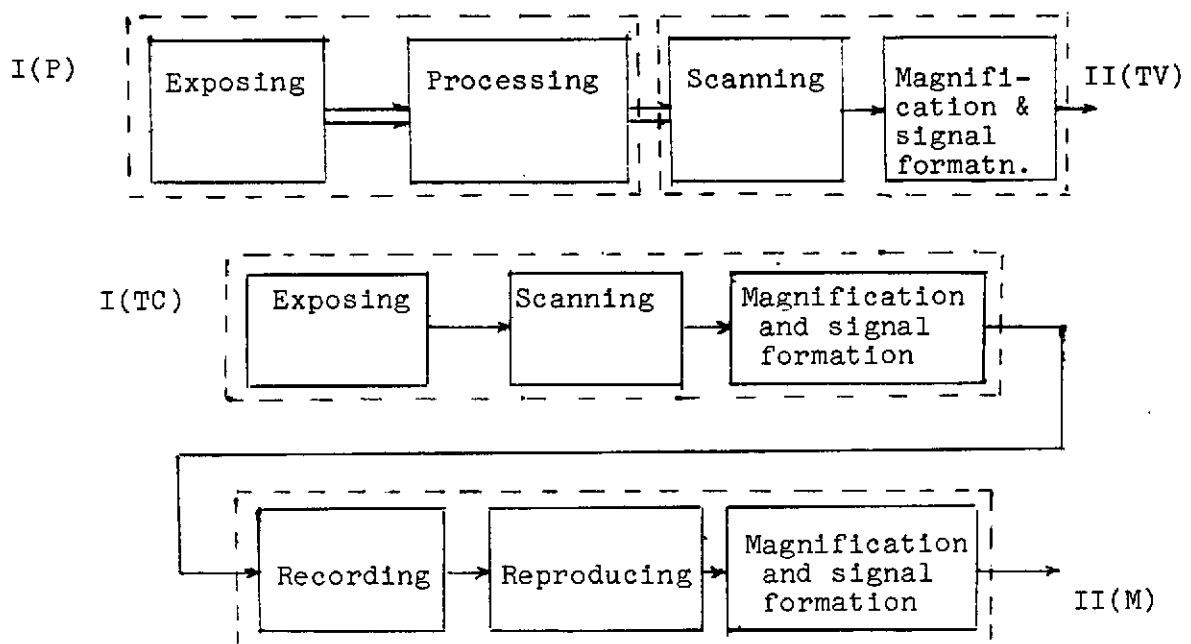 I(P)
Exposing
Processing
Scanning
Magnifi-
cation &
signal
formatn.
II(TV)
I(TC)
Exposing
Scanning
Magnification
and signal
formation
Recording
Reproducing
Magnification
and signal
formation
II(M)